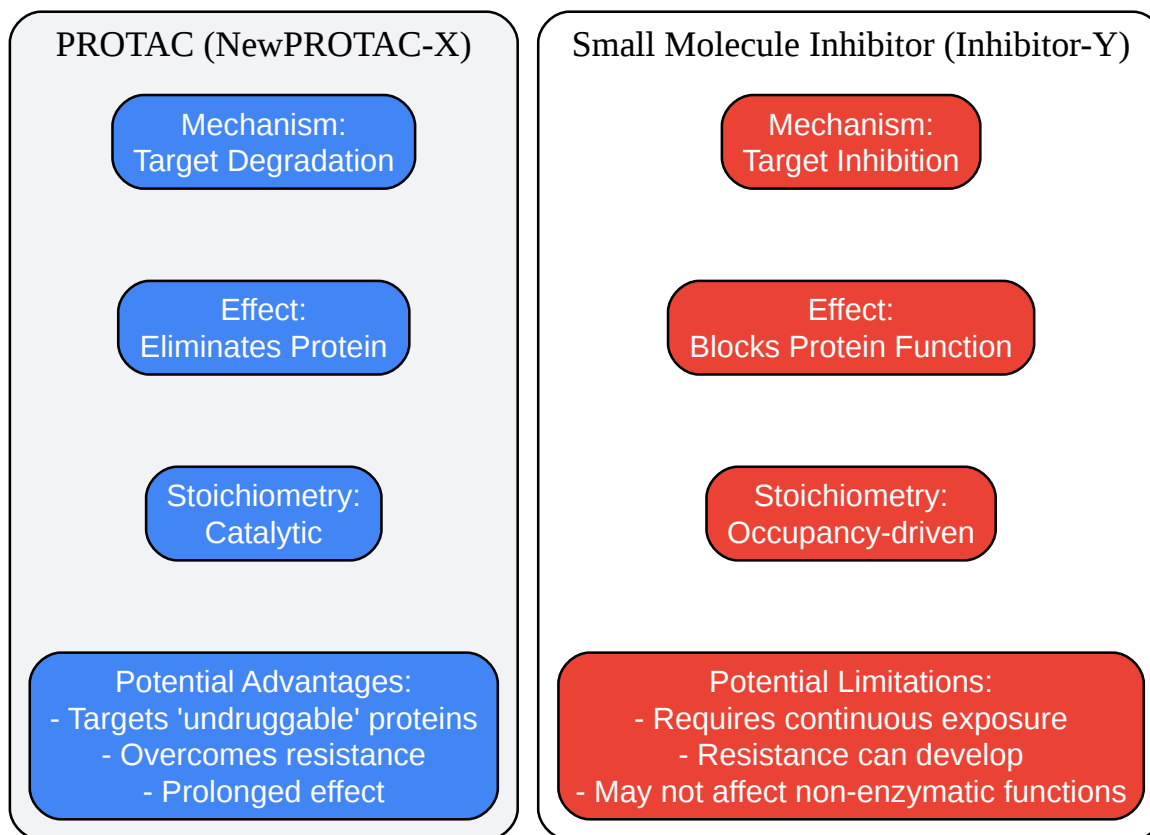 PROTAC (NewPROTAC-X)
Mechanism:
Target Degradation
Effect:
Eliminates Protein
Stoichiometry:
Catalytic
Potential Advantages:
- Targets 'undruggable' proteins
- Overcomes resistance
- Prolonged effect
Small Molecule Inhibitor (Inhibitor-Y)
Mechanism:
Target Inhibition
Effect:
Blocks Protein Function
Stoichiometry:
Occupancy-driven
Potential Limitations:
- Requires continuous exposure
- Resistance can develop
- May not affect non-enzymatic functions